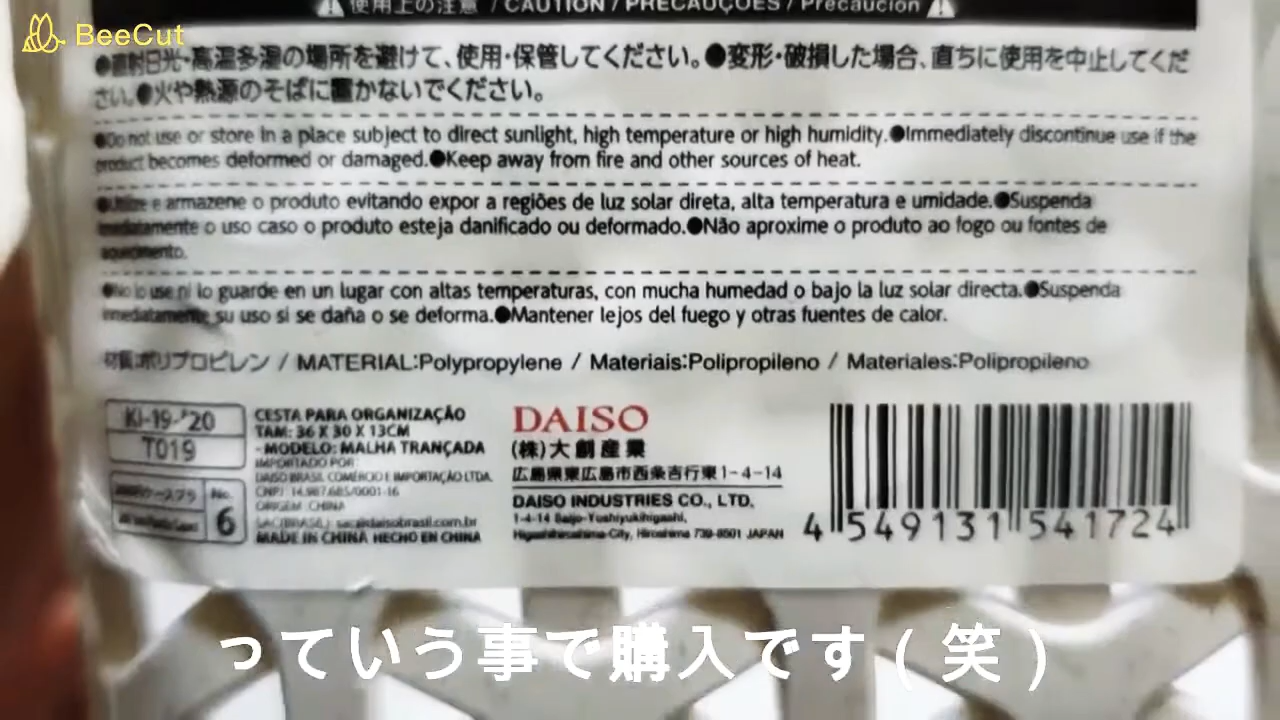 BeeCut
使用上の注意 / CAUTION / PRECAUÇÕES / Precaución
●直射日光・高温多湿の場所を避けて、使用・保管してください。●変形・破損した場合、直ちに使用を中止してくだ
さい。●火や熱源のそばに置かないでください。
●Do not use or store in a place subject to direct sunlight, high temperature or high humidity.●Immediately discontinue use if the
product becomes deformed or damaged.●Keep away from fire and other sources of heat.
●Utilize e armazene o produto evitando expor a regiões de luz solar direta, alta temperatura e umidade.●Suspenda
imediatamente o uso caso o produto esteja danificado ou deformado.●Não aproxime o produto ao fogo ou fontes de
aquecimento.
●No lo use ni lo guarde en un lugar con altas temperaturas, con mucha humedad o bajo la luz solar directa.●Suspenda
inmediatamente su uso si se daña o se deforma.●Mantener lejos del fuego y otras fuentes de calor.
材質:ポリプロピレン / MATERIAL:Polypropylene / Materiais:Polipropileno / Materiales:Polipropileno
KJ-19-'20
T019
No.
6
CESTA PARA ORGANIZAÇÃO
TAM: 36 X 30 X 13CM
- MODELO: MALHA TRANÇADA
IMPORTADO POR:
DAISO BRASIL COMÉRCIO E IMPORTAÇÃO LTDA.
CNPJ: 14.987.685/0001-16
ORIGEM: CHINA
SAC(BRASIL): sac@daisobrasil.com.br
MADE IN CHINA HECHO EN CHINA
DAISO
(株)大創産業
広島県東広島市西条吉行東1-4-14
DAISO INDUSTRIES CO., LTD.
1-4-14 Saijo-Yoshiyukihigashi,
Higashihiroshima-City, Hiroshima 739-8501 JAPAN
4 549131 541724
っていう事で購入です(笑)